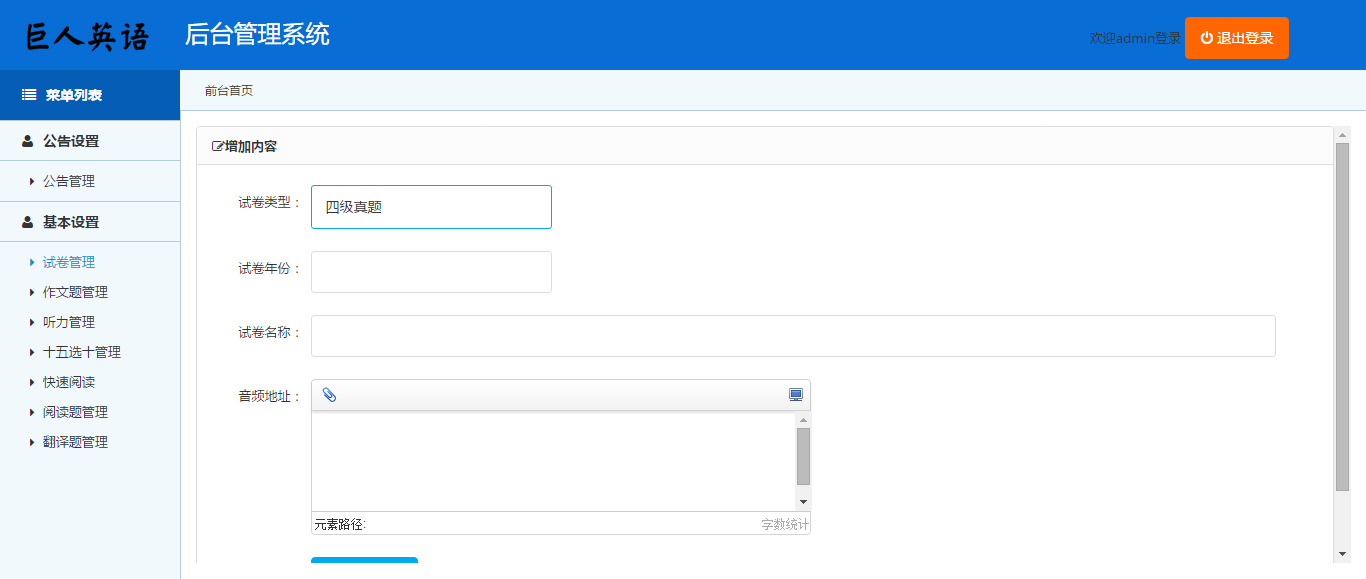 巨人英语
后台管理系统
欢迎admin登录
退出登录
菜单列表
前台首页
公告设置
公告管理
基本设置
试卷管理
作文题管理
听力管理
十五选十管理
快速阅读
阅读题管理
翻译题管理
增加内容
试卷类型：
四级真题
试卷年份：
试卷名称：
音频地址：
元素路径:
字数统计